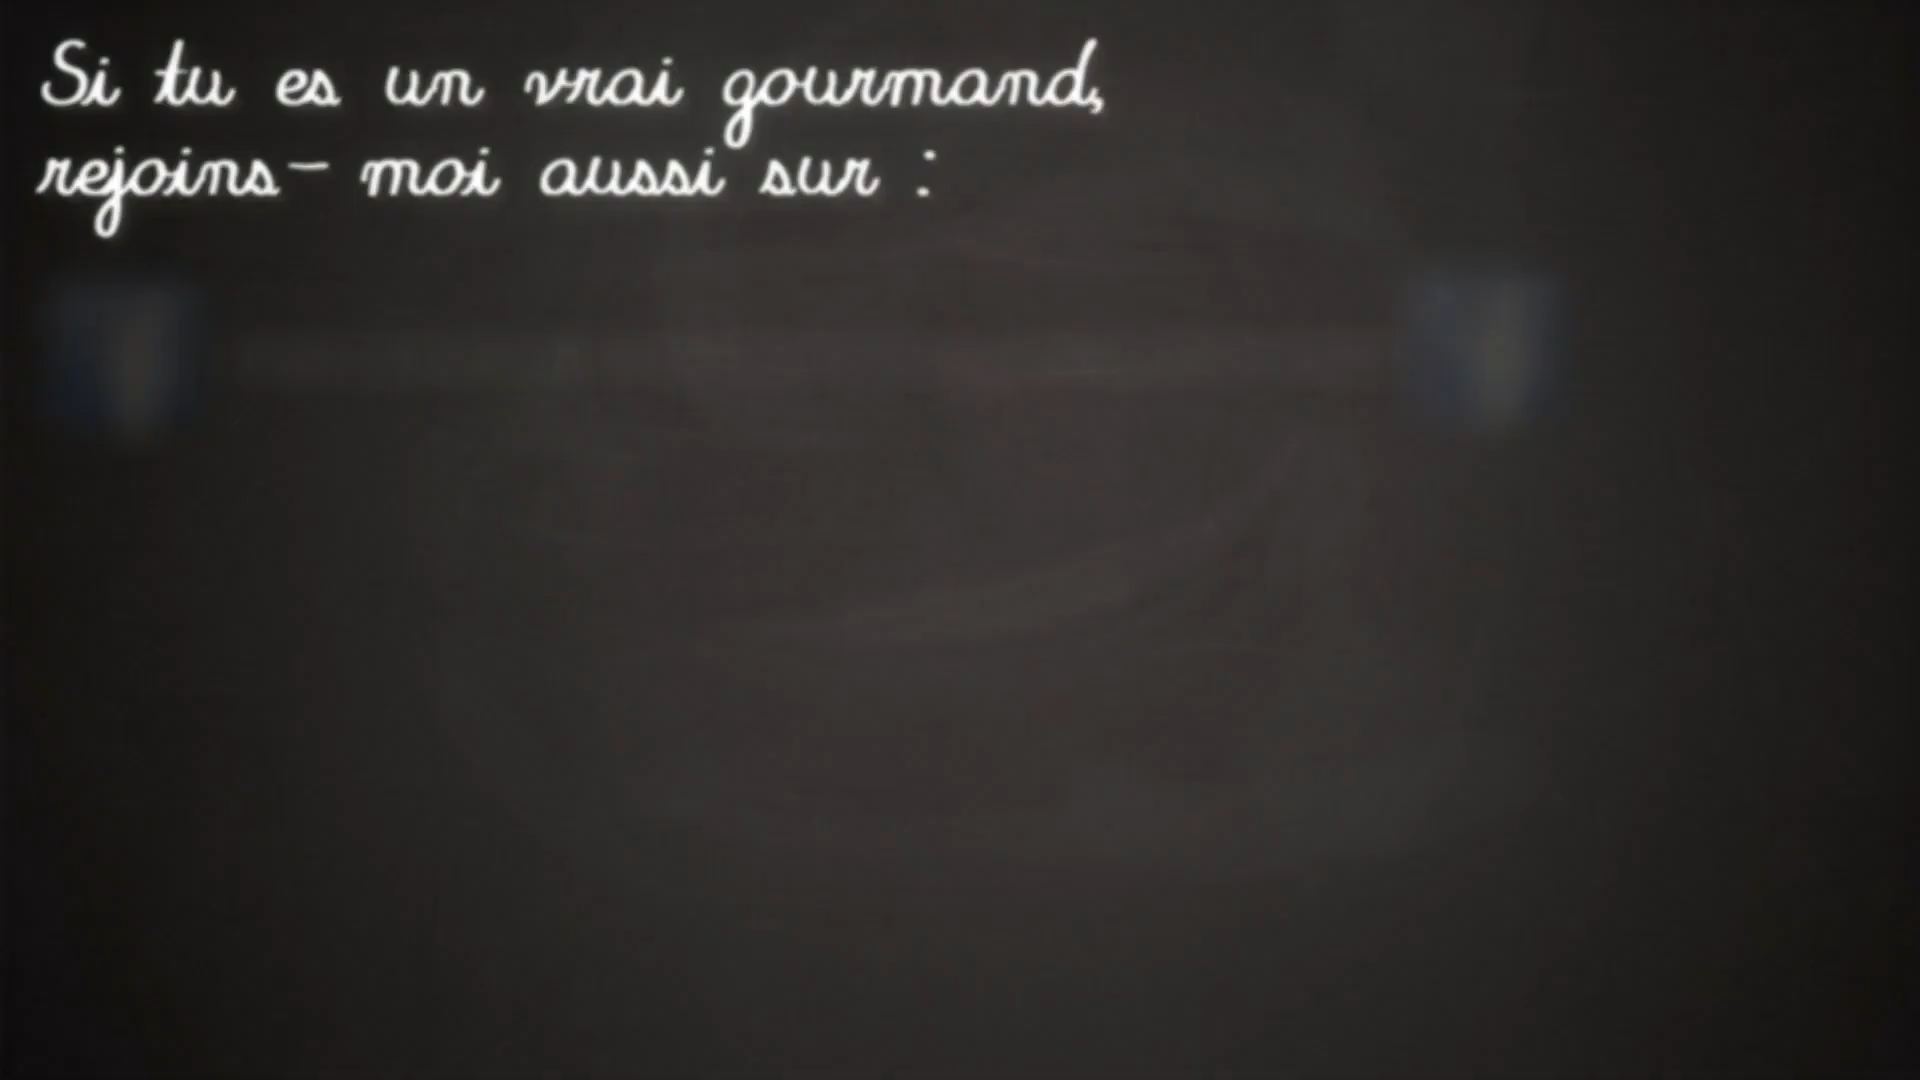 Si tu es un vrai gourmand,
rejoins- moi aussi sur :